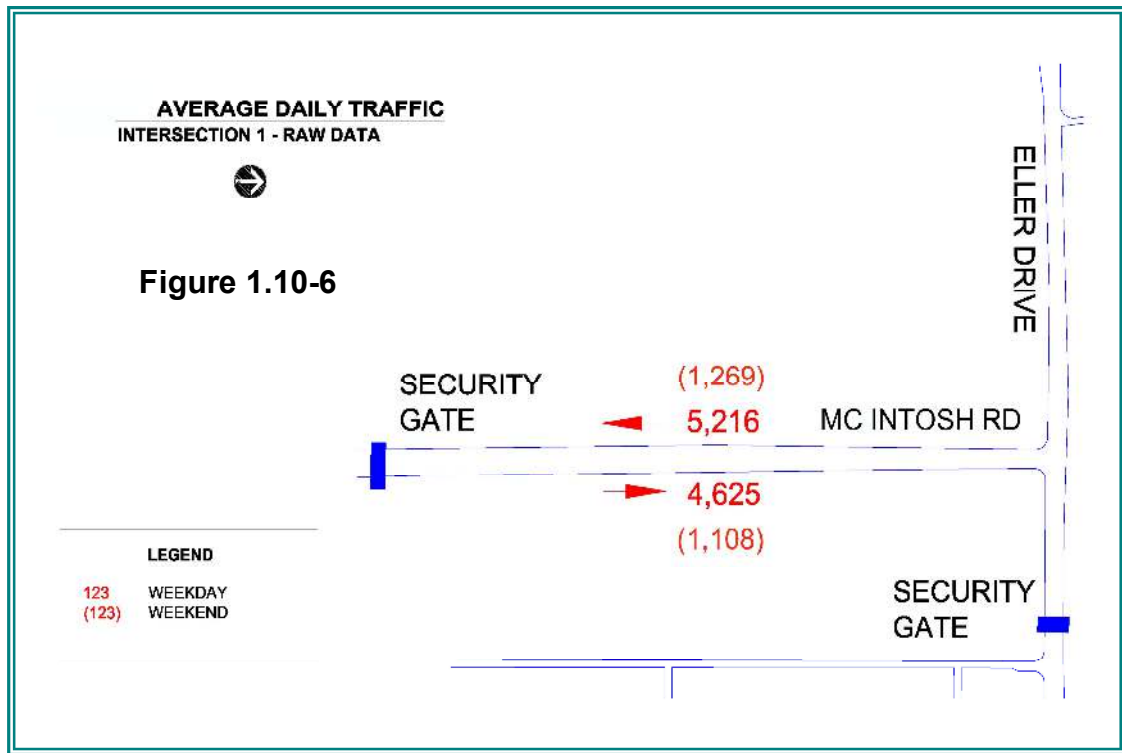 AVERAGE DAILY TRAFFIC
INTERSECTION 1 - RAW DATA
Figure 1.10-6
ELLER DRIVE
SECURITY
GATE
(1,269)
5,216
MC INTOSH RD
4,625
(1,108)
SECURITY
GATE
LEGEND
123 WEEKDAY
(123) WEEKEND